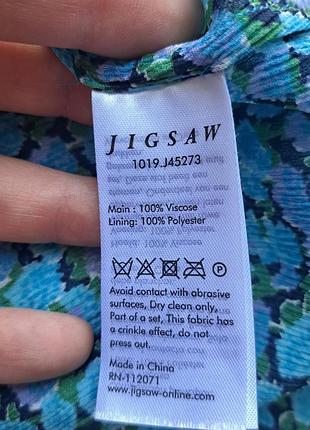 JIGSAW
1019.J45273
Main : 100% Viscose
Lining: 100% Polyester
P
Avoid contact with abrasive
surfaces, Dry clean only,
Part of a set, This fabric has
a crinkle effect, do not
press out.
Made in China
RN-112071
www.jigsaw-online.com